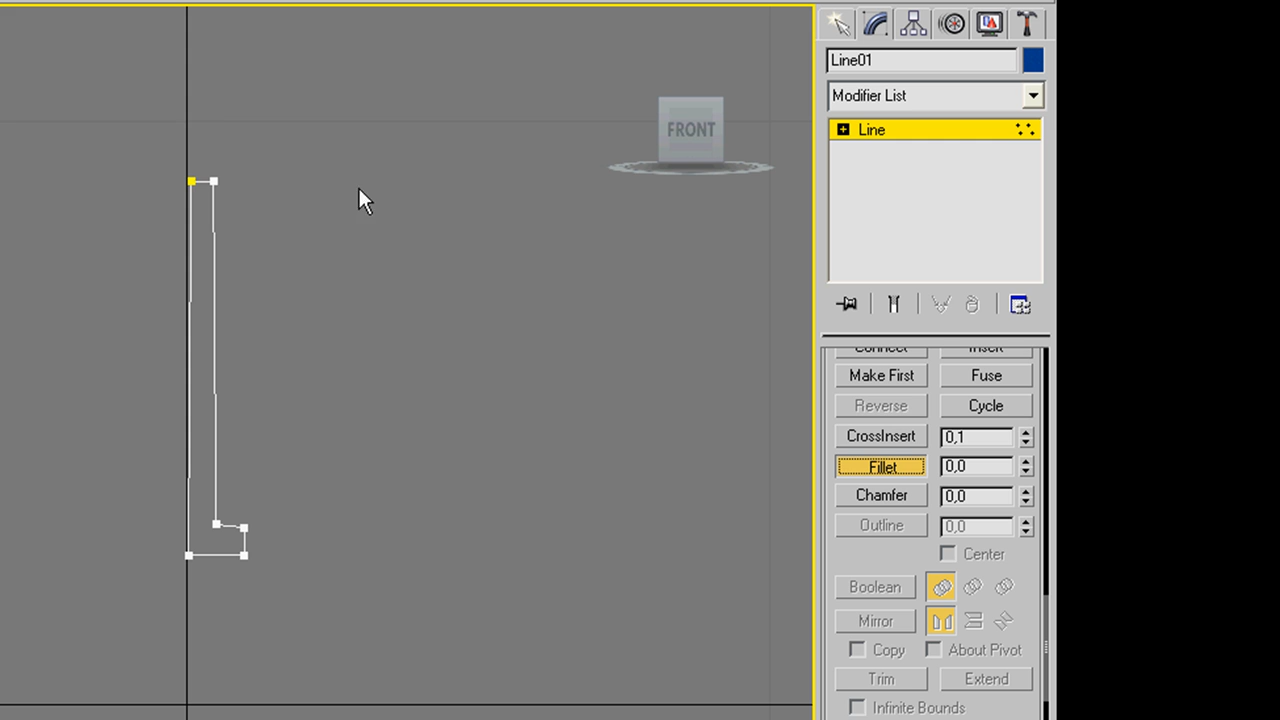 Line01
Modifier List
FRONT
Line
Connect Insert
Make First Fuse
Reverse Cycle
CrossInsert 0,1
Fillet 0,0
Chamfer 0,0
Outline 0,0
Center
Boolean
Mirror
Copy About Pivot
Trim Extend
Infinite Bounds